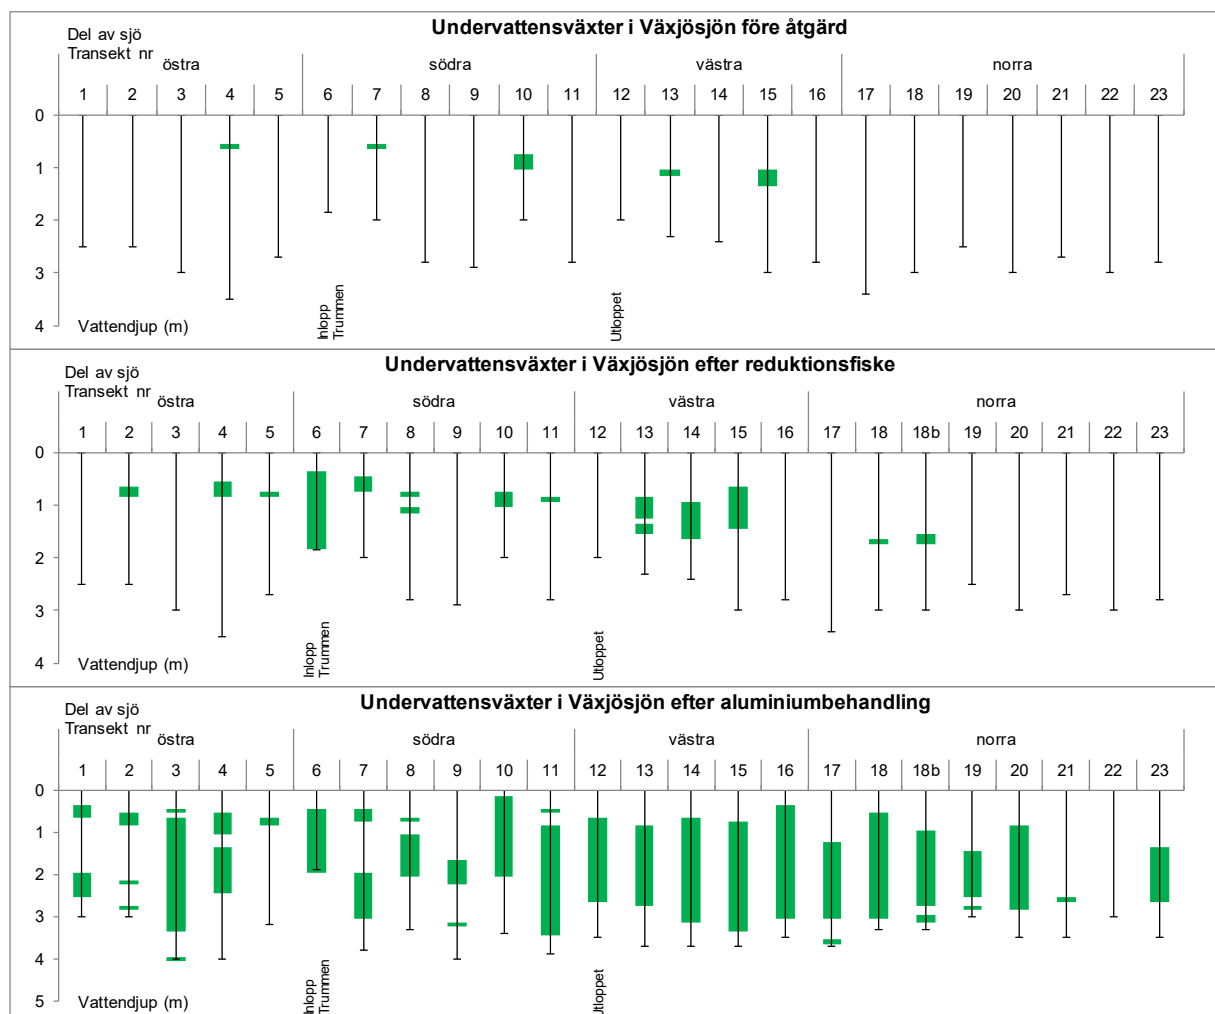 Undervattensväxter i Växjösjön före åtgärd
Del av sjö
Transekt nr
östra södra västra norra
1 2 3 4 5 6 7 8 9 10 11 12 13 14 15 16 17 18 19 20 21 22 23
0
1
2
3
4
Vattendjup (m)
Inlopp
Trummen
Utloppet
Undervattensväxter i Växjösjön efter reduktionsfiske
Del av sjö
Transekt nr
östra södra västra norra
1 2 3 4 5 6 7 8 9 10 11 12 13 14 15 16 17 18 18b 19 20 21 22 23
0
1
2
3
4
Vattendjup (m)
Inlopp
Trummen
Utloppet
Undervattensväxter i Växjösjön efter aluminiumbehandling
Del av sjö
Transekt nr
östra södra västra norra
1 2 3 4 5 6 7 8 9 10 11 12 13 14 15 16 17 18 18b 19 20 21 22 23
0
1
2
3
4
5
Vattendjup (m)
Inlopp
Trummen
Utloppet